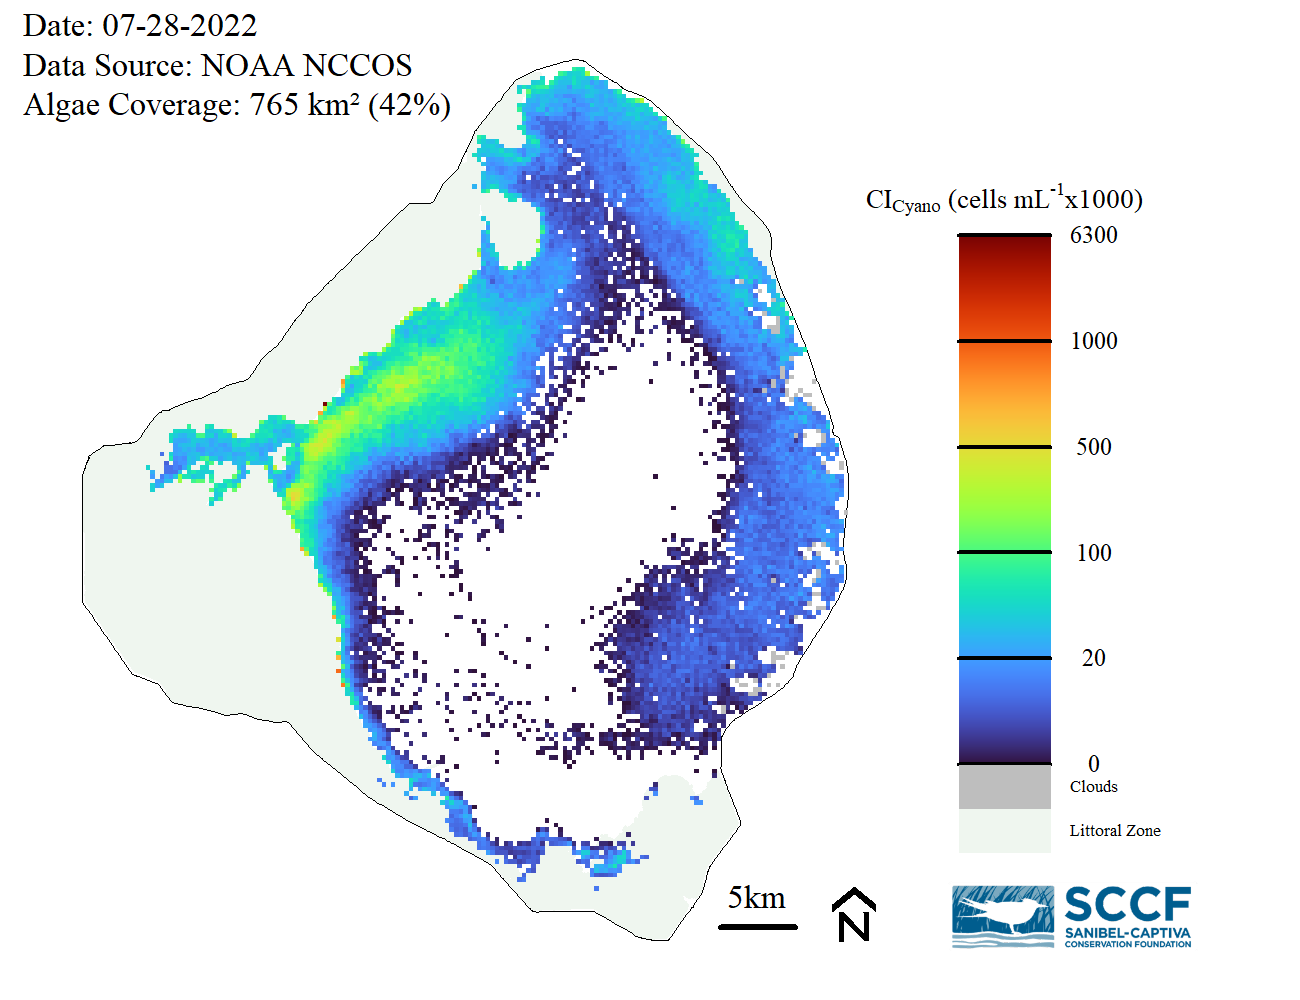 Date: 07-28-2022
Data Source: NOAA NCCOS
Algae Coverage: 765 km² (42%)
CICyano (cells mL-1x1000)
6300
1000
500
100
20
0
Clouds
Littoral Zone
5km
N
SCCF
SANIBEL-CAPTIVA
CONSERVATION FOUNDATION